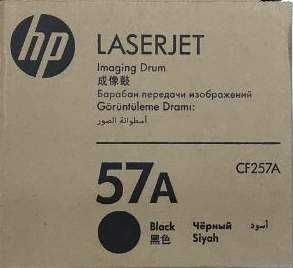 hp
LASERJET
Imaging Drum
成像鼓
Барабан передачи изображений
Görüntüleme Dramı:
أسطوانة الصور
57A
CF257A
Black Чёрный أسود
黑色 Siyah